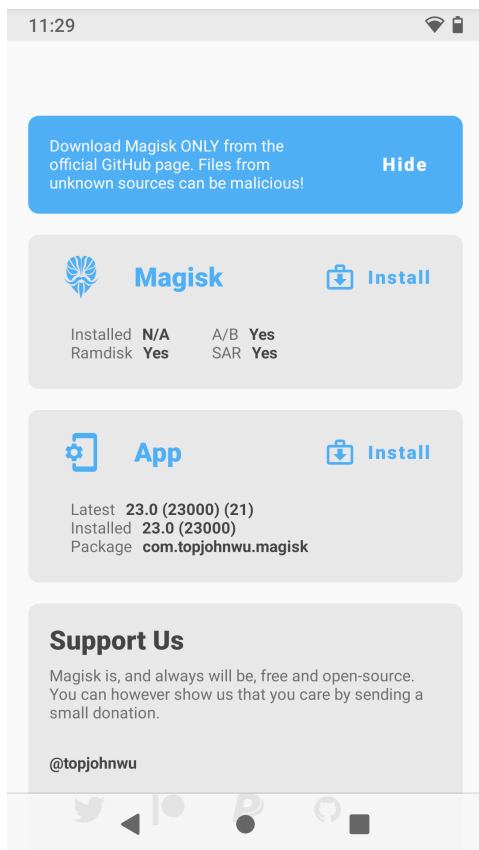 11:29
Download Magisk ONLY from the
official GitHub page. Files from
unknown sources can be malicious!
Hide
Magisk
Install
Installed N/A A/B Yes
Ramdisk Yes SAR Yes
App
Install
Latest 23.0 (23000) (21)
Installed 23.0 (23000)
Package com.topjohnwu.magisk
Support Us
Magisk is, and always will be, free and open-source.
You can however show us that you care by sending a
small donation.
@topjohnwu